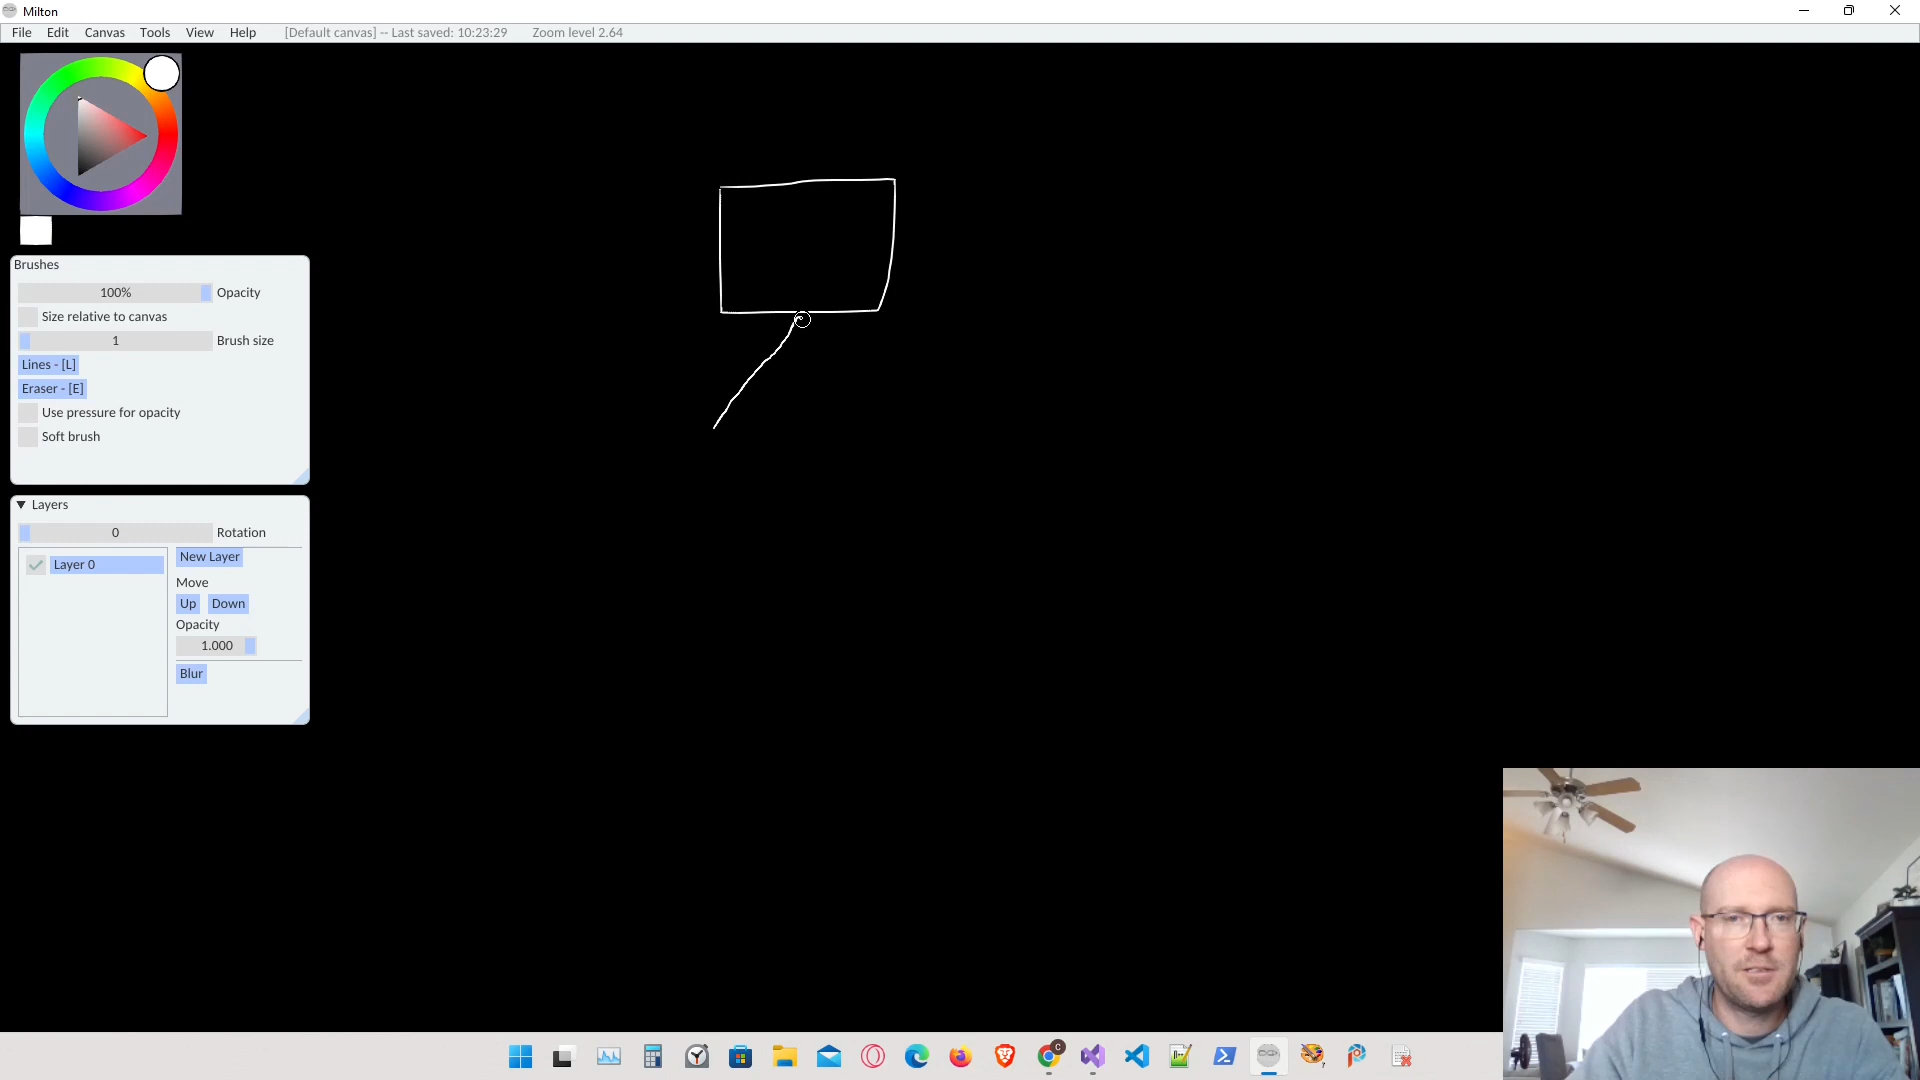 Milton
File Edit Canvas Tools View Help [Default canvas] -- Last saved: 10:23:29 Zoom level 2.64
Brushes
100% Opacity
Size relative to canvas
1 Brush size
Lines - [L]
Eraser - [E]
Use pressure for opacity
Soft brush
Layers
0 Rotation
Layer 0
New Layer
Move
Up Down
Opacity
1.000
Blur